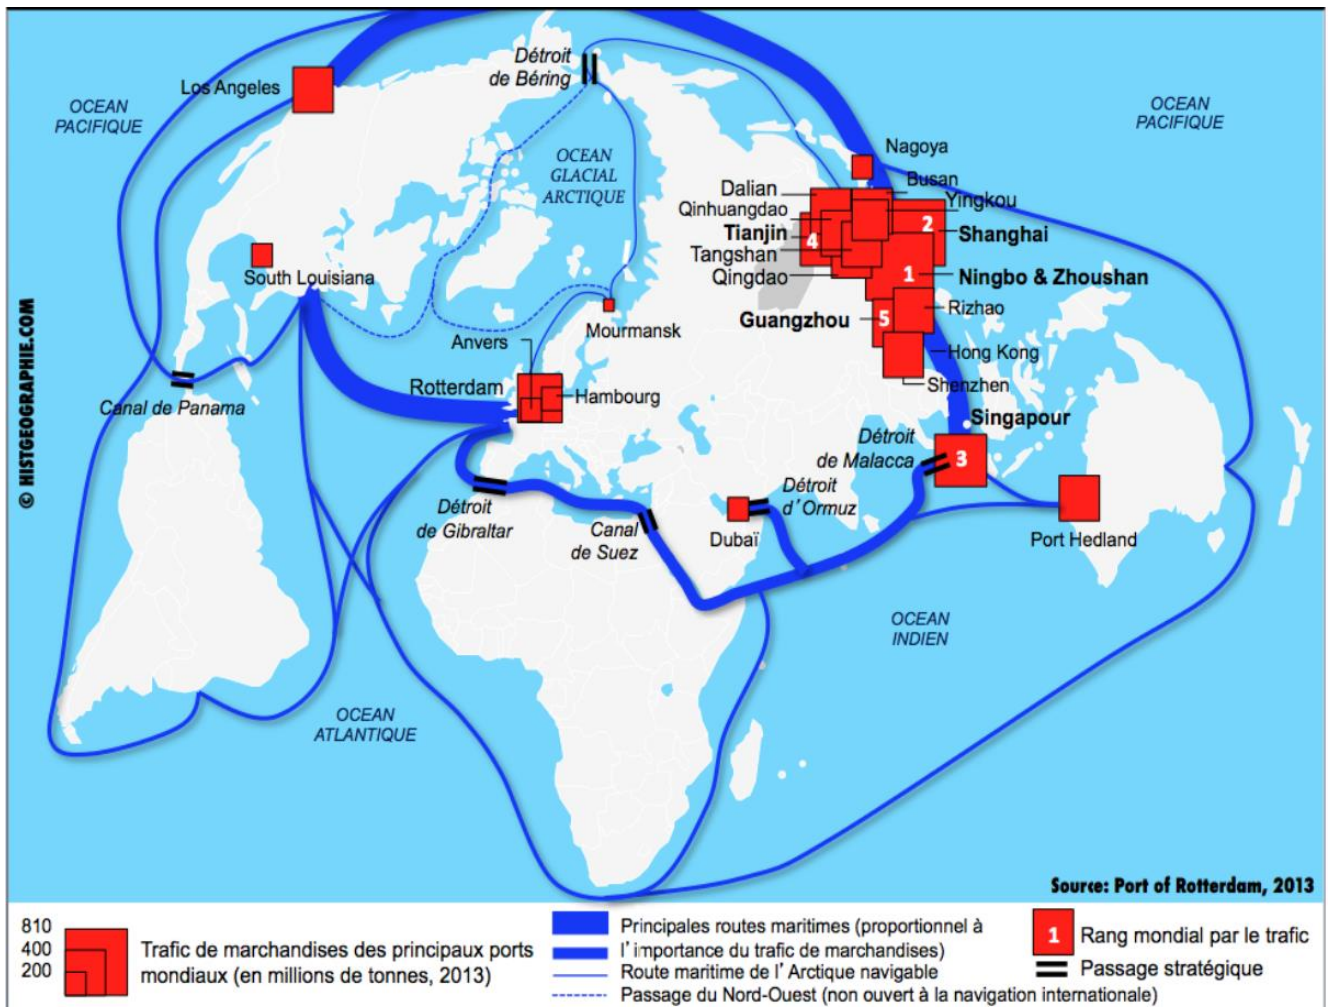 Détroit
de Béring
Los Angeles
OCEAN
PACIFIQUE
OCEAN
PACIFIQUE
OCEAN
GLACIAL
ARCTIQUE
Nagoya
Busan
Dalian
Yingkou
Qinhuangdao
2
Tianjin
4
Shanghai
Tangshan
Qingdao
1
Ningbo & Zhoushan
South Louisiana
Mourmansk
Guangzhou
5
Rizhao
Anvers
Hong Kong
Shenzhen
Rotterdam
Hambourg
Canal de Panama
Singapour
Détroit
de Malacca
3
Détroit
de Gibraltar
Canal
de Suez
Dubaï
Détroit
d'Ormuz
Port Hedland
OCEAN
INDIEN
OCEAN
ATLANTIQUE
© HISTGEOGRAPHIE.COM
Source: Port of Rotterdam, 2013
810
400
200
Trafic de marchandises des principaux ports
mondiaux (en millions de tonnes, 2013)
Principales routes maritimes (proportionnel à
l'importance du trafic de marchandises)
Route maritime de l'Arctique navigable
Passage du Nord-Ouest (non ouvert à la navigation internationale)
1
Rang mondial par le trafic
Passage stratégique